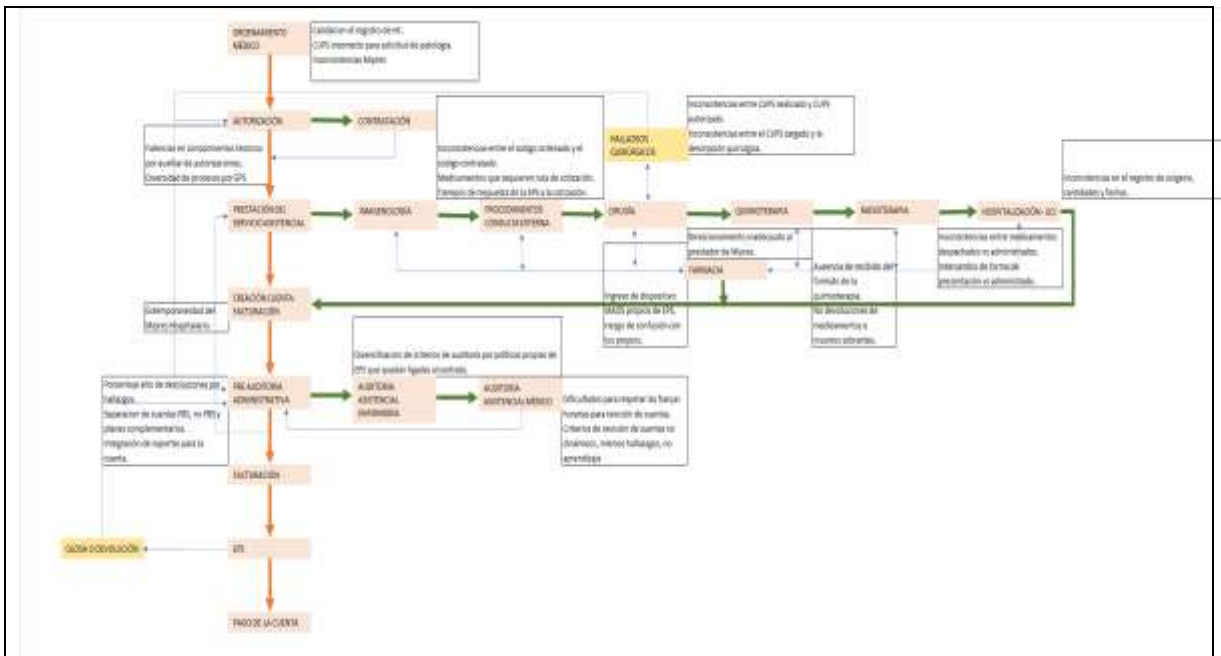 ORDENAMIENTO
MÉDICO
Calidad en el registro de HC.
CUPS incorrecto para solicitud de patología.
Inconsistencias Mipres
AUTORIZACIÓN
CONTRATACIÓN
Falencias en conocimientos técnicos
por auxiliar de autorizaciones.
Diversidad de procesos por EPS.
Inconsistencias entre el código ordenado y el
código contratado.
Medicamentos que requieren ruta de cotización.
Tiempos de respuesta de la EPS a la cotización.
HALLAZGOS
QUIRÚRGICOS
Inconsistencias entre CUPS realizado y CUPS
autorizado.
Inconsistencias entre el CUPS cargado y la
descripción quirúrgica.
Inconsistencias en el registro de oxígeno,
cantidades y fechas.
PRESTACIÓN DEL
SERVICIO ASISTENCIAL
IMAGENOLOGÍA
PROCEDIMIENTOS
CONSULTA EXTERNA
CIRUGÍA
QUIMIOTERAPIA
RADIOTERAPIA
HOSPITALIZACIÓN- UCI
Direccionamiento inadecuado al
prestador de Mipres.
FARMACIA
Inconsistencias entre medicamentos
despachados vs administrados.
Intercambio de forma de
presentación vs administrado.
Ingreso de dispositivo
propios de EPS,
riesgo de confusión con
los propios.
Ausencia de recibido del
formato de la
quimioterapia.
No devoluciones de
medicamentos e
insumos sobrantes.
CREACIÓN CUENTA
FACTURACIÓN
Extemporaneidad del
Mipres Hospitalario.
Diversificación de criterios de auditoría por políticas propias de
EPS que quedan ligadas al contrato.
Porcentaje alto de devoluciones por
hallazgos.
Separación de cuentas PBS, no PBS y
planes complementarios.
Integración de soportes para la
cuenta.
PRE AUDITORIA
ADMINISTRATIVA
AUDITORIA
ASISTENCIAL
ENFERMERÍA
AUDITORIA
ASISTENCIAL MÉDICO
Dificultades para respetar las franjas
horarias para revisión de cuentas.
Criterios de revisión de cuentas no
dinámicos, mismos hallazgos, no
aprendizaje
FACTURACIÓN
GLOSA O DEVOLUCIÓN
EPS
PAGO DE LA CUENTA